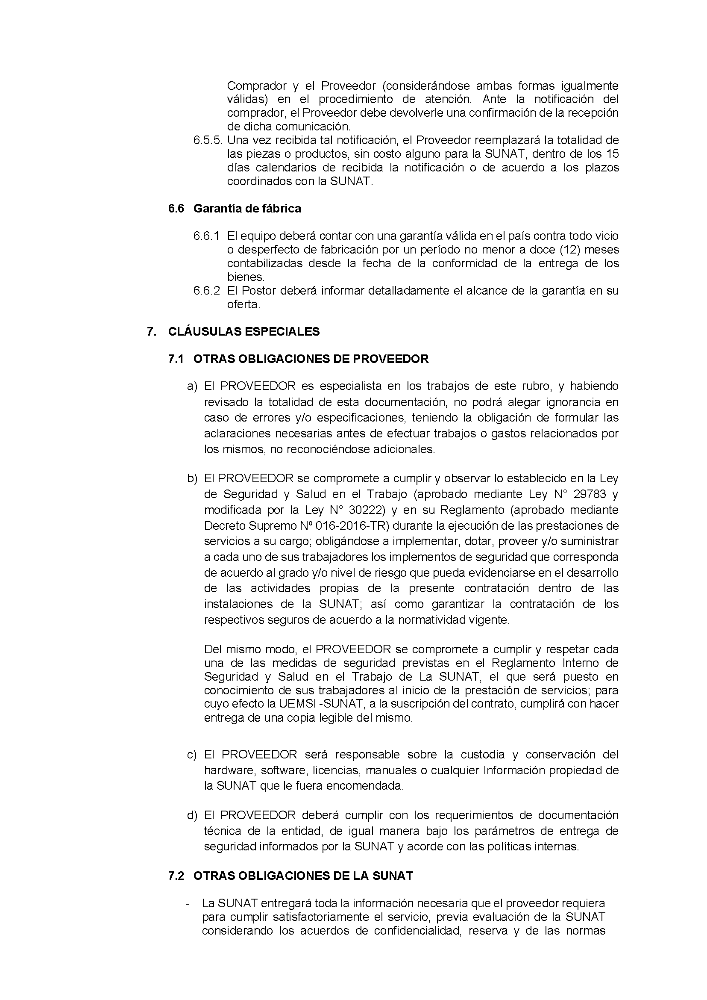 Comprador y el Proveedor (considerándose ambas formas igualmente
válidas) en el procedimiento de atención. Ante la notificación del
comprador, el Proveedor debe devolverle una confirmación de la recepción
de dicha comunicación.
6.5.5. Una vez recibida tal notificación, el Proveedor reemplazará la totalidad de
las piezas o productos, sin costo alguno para la SUNAT, dentro de los 15
días calendarios de recibida la notificación o de acuerdo a los plazos
coordinados con la SUNAT.
6.6 Garantía de fábrica
6.6.1 El equipo deberá contar con una garantía válida en el país contra todo vicio
o desperfecto de fabricación por un período no menor a doce (12) meses
contabilizadas desde la fecha de la conformidad de la entrega de los
bienes.
6.6.2 El Postor deberá informar detalladamente el alcance de la garantía en su
oferta.
7. CLÁUSULAS ESPECIALES
7.1 OTRAS OBLIGACIONES DE PROVEEDOR
a) El PROVEEDOR es especialista en los trabajos de este rubro, y habiendo
revisado la totalidad de esta documentación, no podrá alegar ignorancia en
caso de errores y/o especificaciones, teniendo la obligación de formular las
aclaraciones necesarias antes de efectuar trabajos o gastos relacionados por
los mismos, no reconociéndose adicionales.
b) El PROVEEDOR se compromete a cumplir y observar lo establecido en la Ley
de Seguridad y Salud en el Trabajo (aprobado mediante Ley N° 29783 y
modificada por la Ley N° 30222) y en su Reglamento (aprobado mediante
Decreto Supremo Nº 016-2016-TR) durante la ejecución de las prestaciones de
servicios a su cargo; obligándose a implementar, dotar, proveer y/o suministrar
a cada uno de sus trabajadores los implementos de seguridad que corresponda
de acuerdo al grado y/o nivel de riesgo que pueda evidenciarse en el desarrollo
de las actividades propias de la presente contratación dentro de las
instalaciones de la SUNAT; así como garantizar la contratación de los
respectivos seguros de acuerdo a la normatividad vigente.
Del mismo modo, el PROVEEDOR se compromete a cumplir y respetar cada
una de las medidas de seguridad previstas en el Reglamento Interno de
Seguridad y Salud en el Trabajo de La SUNAT, el que será puesto en
conocimiento de sus trabajadores al inicio de la prestación de servicios; para
cuyo efecto la UEMSI -SUNAT, a la suscripción del contrato, cumplirá con hacer
entrega de una copia legible del mismo.
c) El PROVEEDOR será responsable sobre la custodia y conservación del
hardware, software, licencias, manuales o cualquier Información propiedad de
la SUNAT que le fuera encomendada.
d) El PROVEEDOR deberá cumplir con los requerimientos de documentación
técnica de la entidad, de igual manera bajo los parámetros de entrega de
seguridad informados por la SUNAT y acorde con las políticas internas.
7.2 OTRAS OBLIGACIONES DE LA SUNAT
- La SUNAT entregará toda la información necesaria que el proveedor requiera
para cumplir satisfactoriamente el servicio, previa evaluación de la SUNAT
considerando los acuerdos de confidencialidad, reserva y de las normas